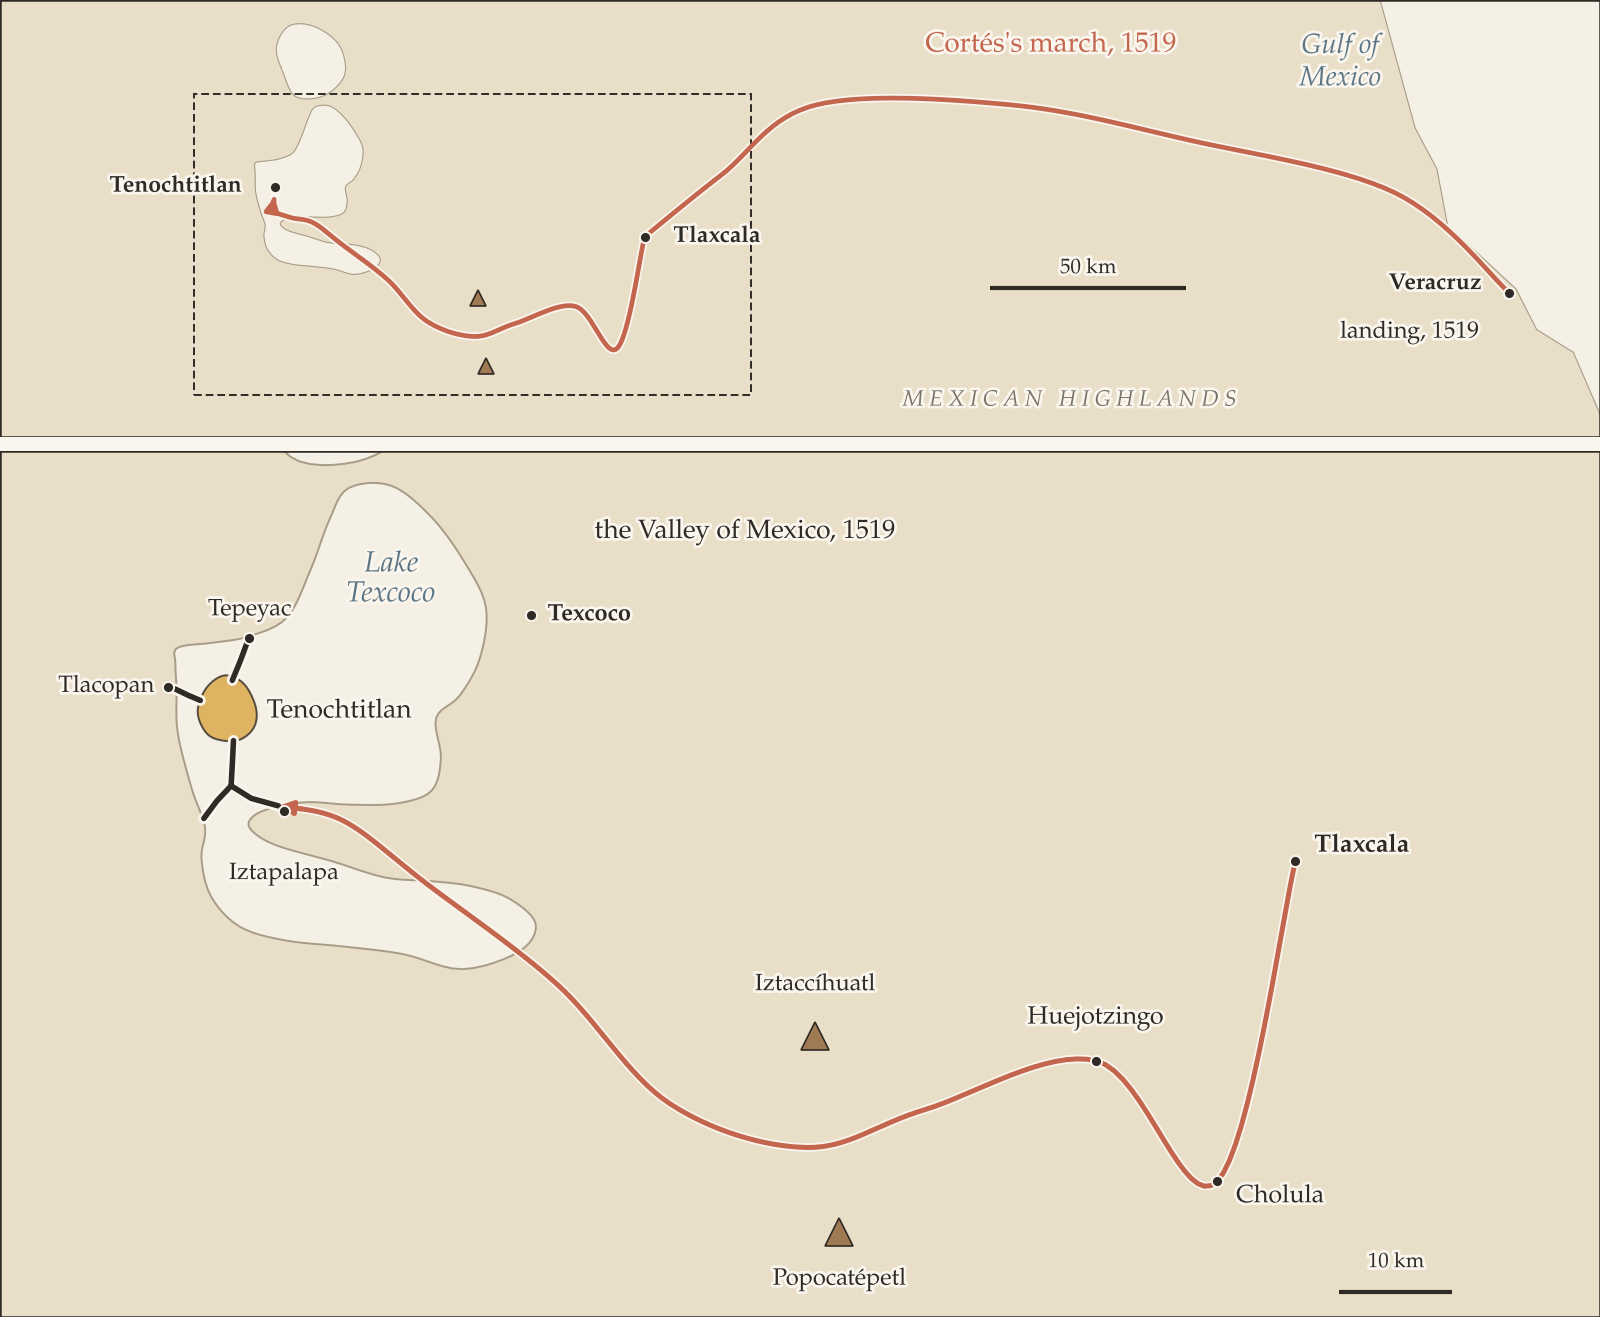 Cortés's march, 1519
Gulf of
Mexico
Tenochtitlan
Tlaxcala
50 km
Veracruz
landing, 1519
MEXICAN HIGHLANDS
the Valley of Mexico, 1519
Lake
Texcoco
Tepeyac
Texcoco
Tlacopan
Tenochtitlan
Tlaxcala
Iztapalapa
Iztaccíhuatl
Huejotzingo
Cholula
10 km
Popocatépetl